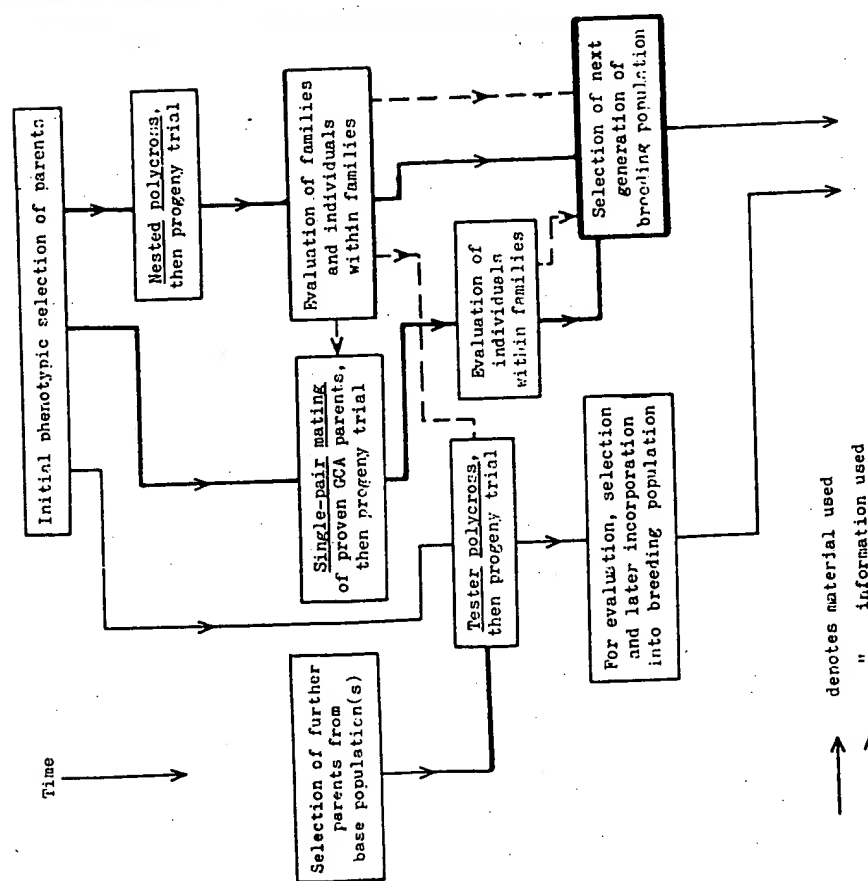 Initial phenotypic selection of parents
Nested polycross,
then progeny trial
Evaluation of families
and individuals
within families
Single-pair mating
of proven GCA parents,
then progeny trial
Evaluation of
individuals
within families
Selection of next
generation of
breeding population
Time
Selection of further
parents from
base population(s)
Tester polycross,
then progeny trial
For evaluation, selection
and later incorporation
into breeding population
denotes material used
" information used